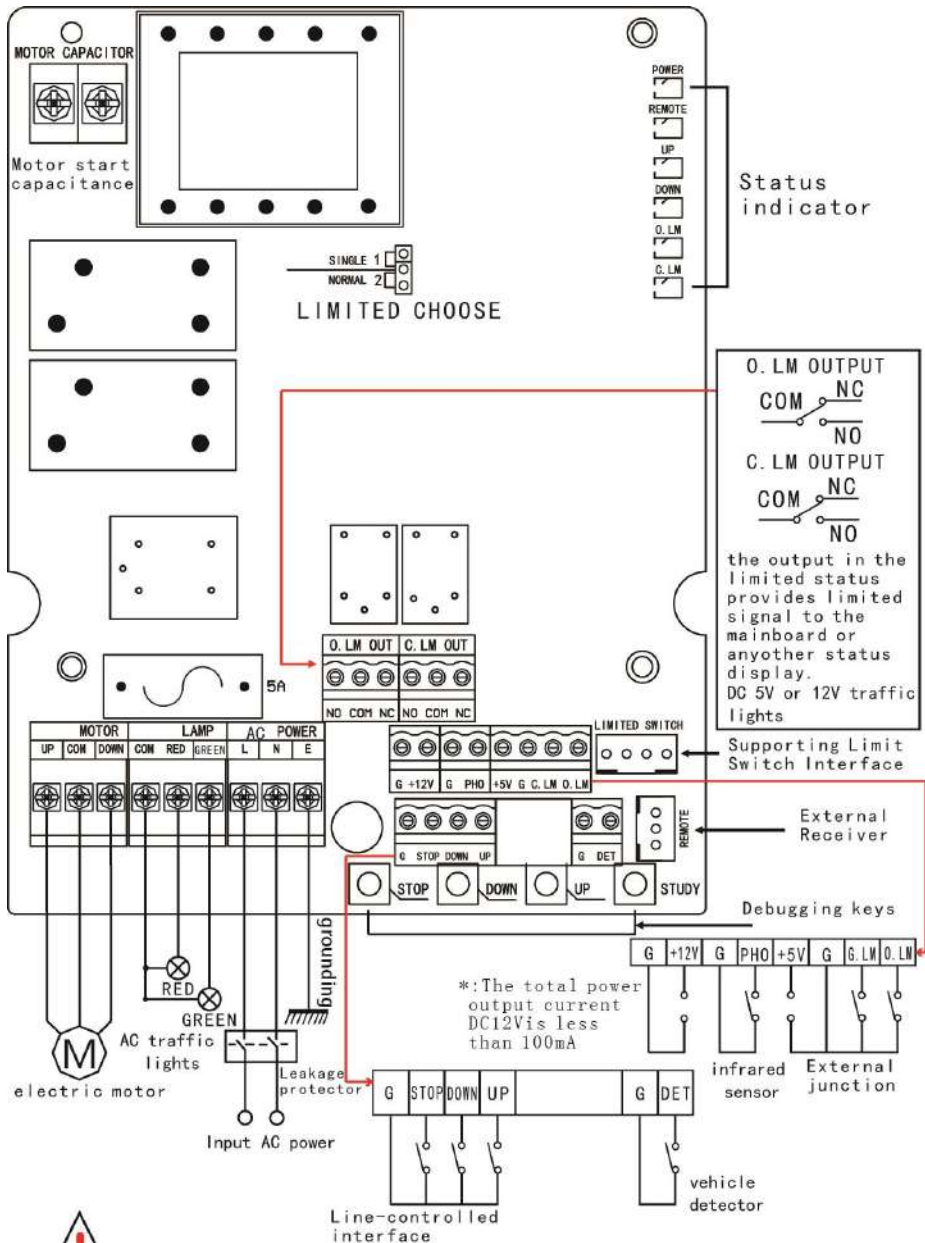 MOTOR CAPACITOR
Motor start
capacitance
POWER
REMOTE
UP
DOWN
O.LM
C.LM
Status
indicator
SINGLE 1
NORMAL 2
LIMITED CHOOSE
O. LM OUTPUT
COM NC
NO
C. LM OUTPUT
COM NC
NO
the output in the
limited status
provides limited
signal to the
mainboard or
anyother status
display.
DC 5V or 12V traffic
lights
5A
O. LM OUT C. LM OUT
NO COM NC NO COM NC
MOTOR LAMP AC POWER
UP COM DOWN COM RED GREEN L N E
LIMITED SWITCH
G +12V G PHO +5V G C.LM O.LM
Supporting Limit
Switch Interface
G STOP DOWN UP G DET
REMOTE
External
Receiver
STOP DOWN UP STUDY
Debugging keys
G +12V G PHO +5V G G.LM O.LM
*:The total power
output current
DC12Vis less
than 100mA
infrared
sensor
External
junction
grounding
RED
GREEN
AC traffic
lights
M
electric motor
Leakage
protector
Input AC power
G STOP DOWN UP G DET
vehicle
detector
Line-controlled
interface